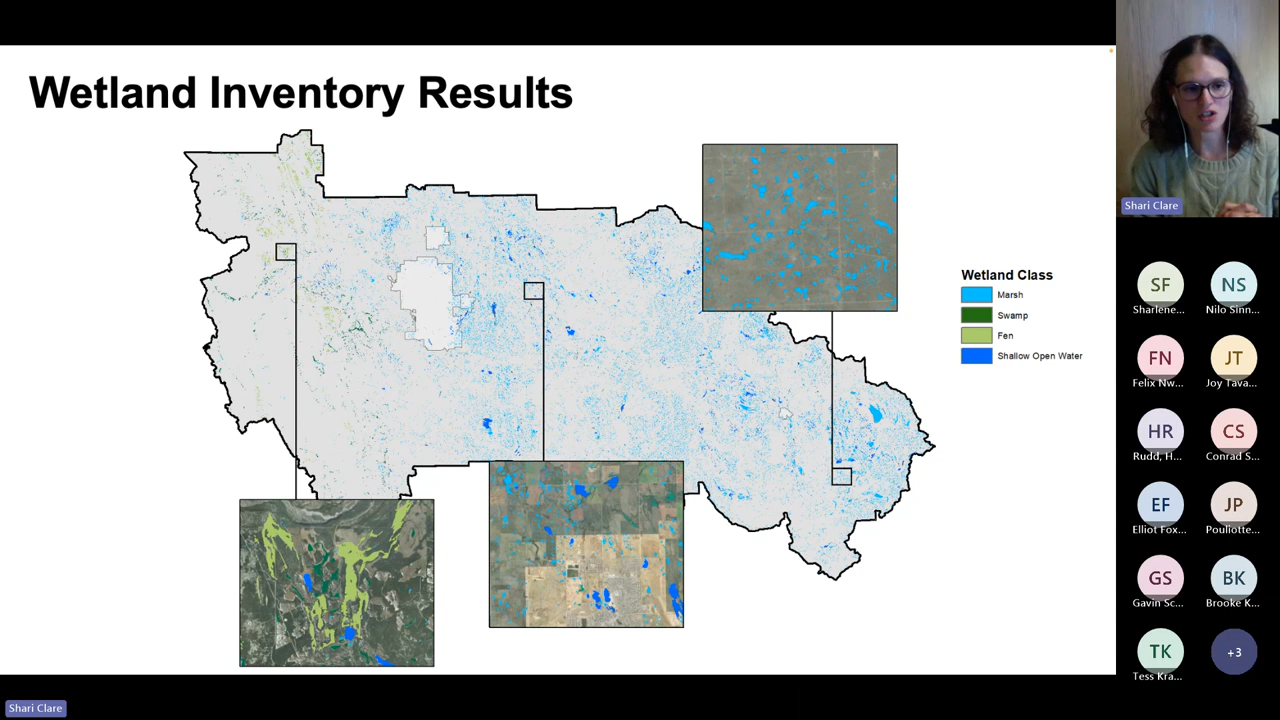 Wetland Inventory Results
Wetland Class
Marsh
Swamp
Fen
Shallow Open Water
Shari Clare
SF
NS
Sharlene...
Nilo Sinn...
FN
JT
Felix Nw...
Joy Tava...
HR
CS
Rudd, H...
Conrad S...
EF
JP
Elliot Fox...
Pouliotte...
GS
BK
Gavin Sc...
Brooke K...
TK
+3
Tess Kra...
Shari Clare